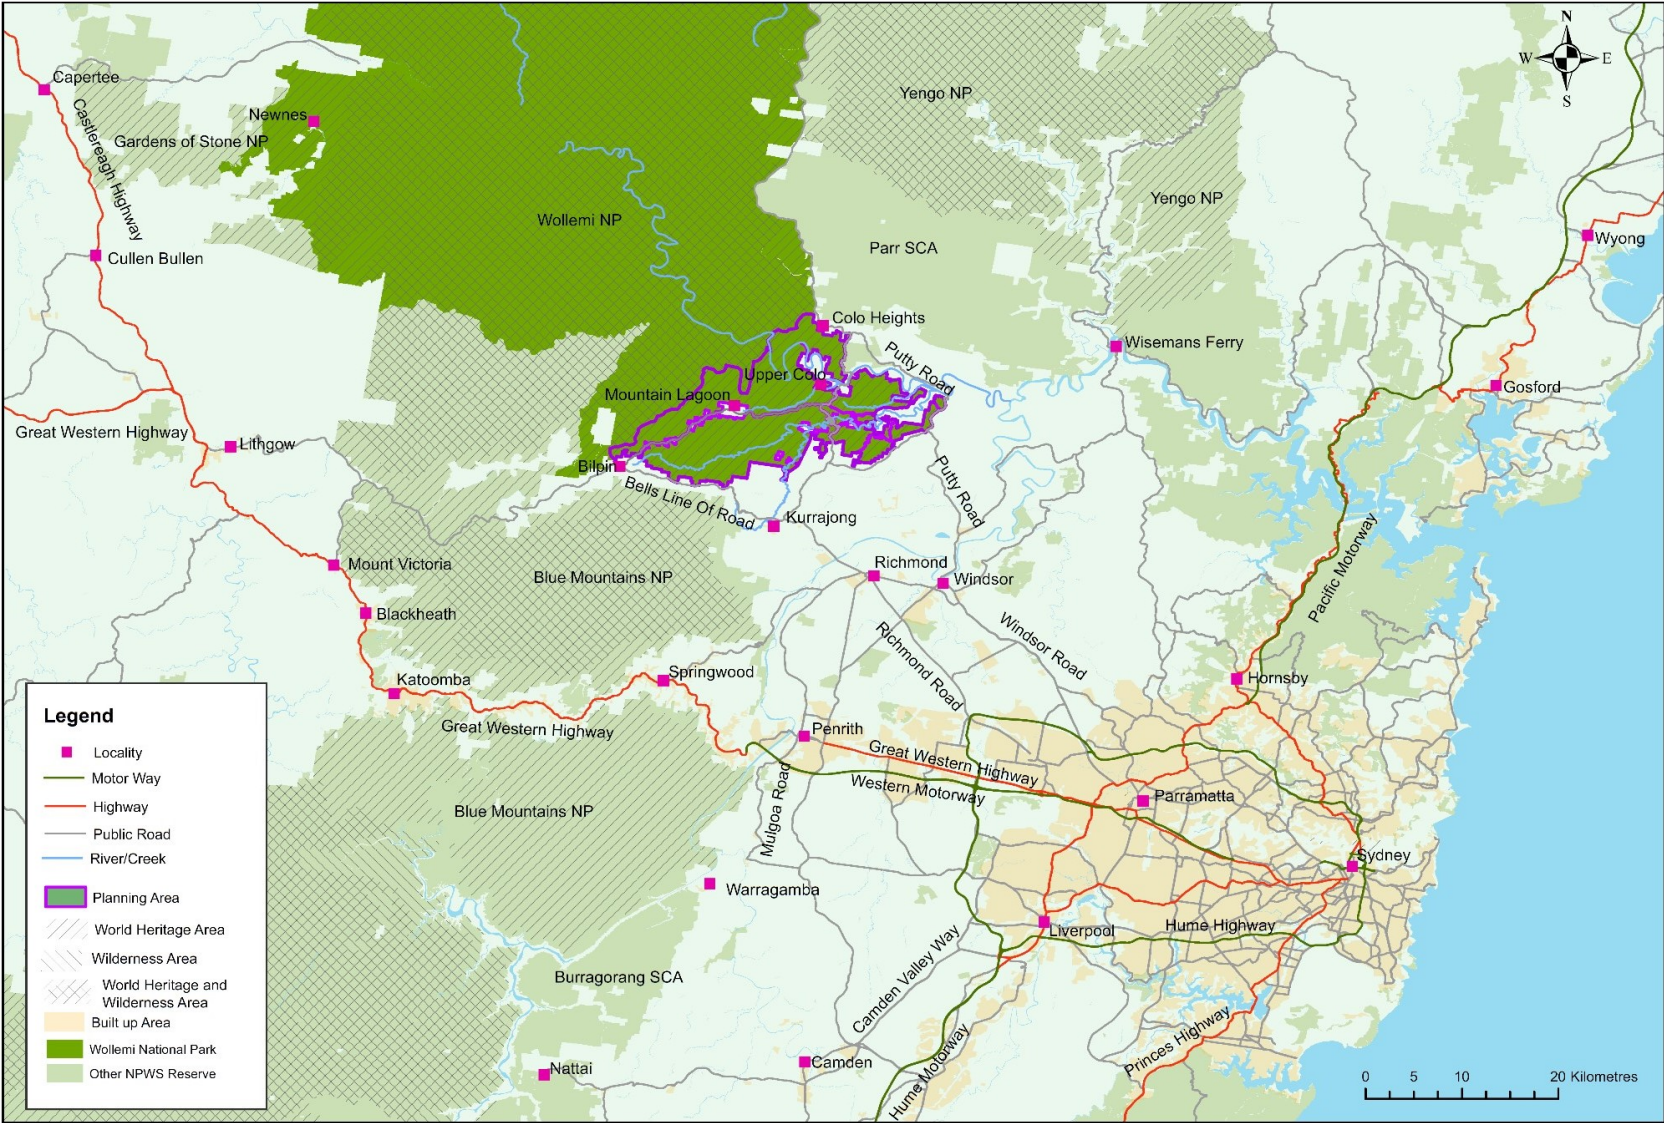 N
W
E
S
Capertee
Castlereagh Highway
Newnes
Gardens of Stone NP
Yengo NP
Yengo NP
Wollemi NP
Parr SCA
Cullen Bullen
Wyong
Colo Heights
Putty Road
Wisemans Ferry
Upper Colo
Mountain Lagoon
Gosford
Great Western Highway
Lithgow
Bilpin
Bells Line Of Road
Putty Road
Kurrajong
Pacific Motorway
Mount Victoria
Blue Mountains NP
Richmond
Windsor
Blackheath
Richmond Road
Windsor Road
Katoomba
Springwood
Hornsby
Great Western Highway
Penrith
Great Western Highway
Western Motorway
Mulgoa Road
Parramatta
Blue Mountains NP
Sydney
Warragamba
Liverpool
Hume Highway
Camden Valley Way
Burragorang SCA
Princes Highway
Hume Motorway
Camden
Nattai
Legend
Locality
Motor Way
Highway
Public Road
River/Creek
Planning Area
World Heritage Area
Wilderness Area
World Heritage and
Wilderness Area
Built up Area
Wollemi National Park
Other NPWS Reserve
0 5 10 20 Kilometres